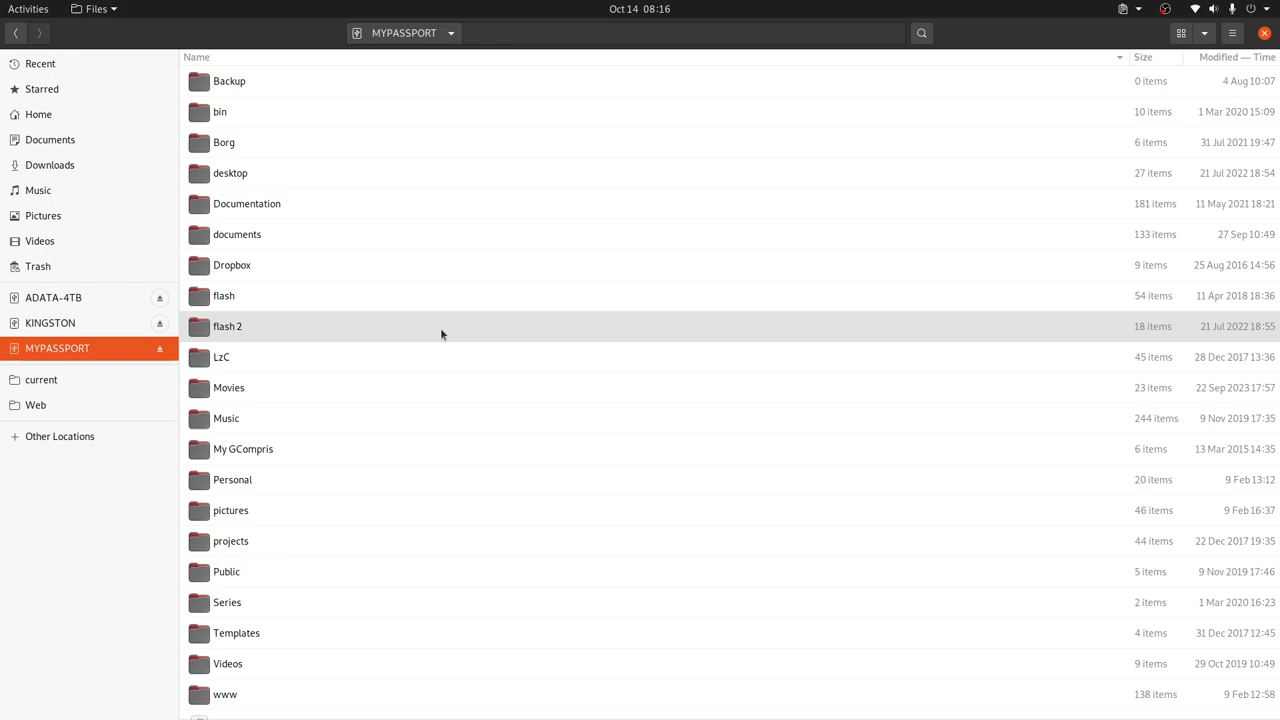 Activities Files Oct 14 08:16
MYPASSPORT
Name Size Modified — Time
Recent
Starred
Home
Documents
Downloads
Music
Pictures
Videos
Trash
ADATA-4TB
KINGSTON
MYPASSPORT
current
Web
Other Locations
Backup 0 items 4 Aug 10:07
bin 10 items 1 Mar 2020 15:09
Borg 6 items 31 Jul 2021 19:47
desktop 27 items 21 Jul 2022 18:54
Documentation 181 items 11 May 2021 18:21
documents 133 items 27 Sep 10:49
Dropbox 9 items 25 Aug 2016 14:56
flash 54 items 11 Apr 2018 18:36
flash 2 18 items 21 Jul 2022 18:55
LzC 45 items 28 Dec 2017 13:36
Movies 23 items 22 Sep 2023 17:57
Music 244 items 9 Nov 2019 17:35
My GCompris 6 items 13 Mar 2015 14:35
Personal 20 items 9 Feb 13:12
pictures 46 items 9 Feb 16:37
projects 44 items 22 Dec 2017 19:35
Public 5 items 9 Nov 2019 17:46
Series 2 items 1 Mar 2020 16:23
Templates 4 items 31 Dec 2017 12:45
Videos 9 items 29 Oct 2019 10:49
www 138 items 9 Feb 12:58